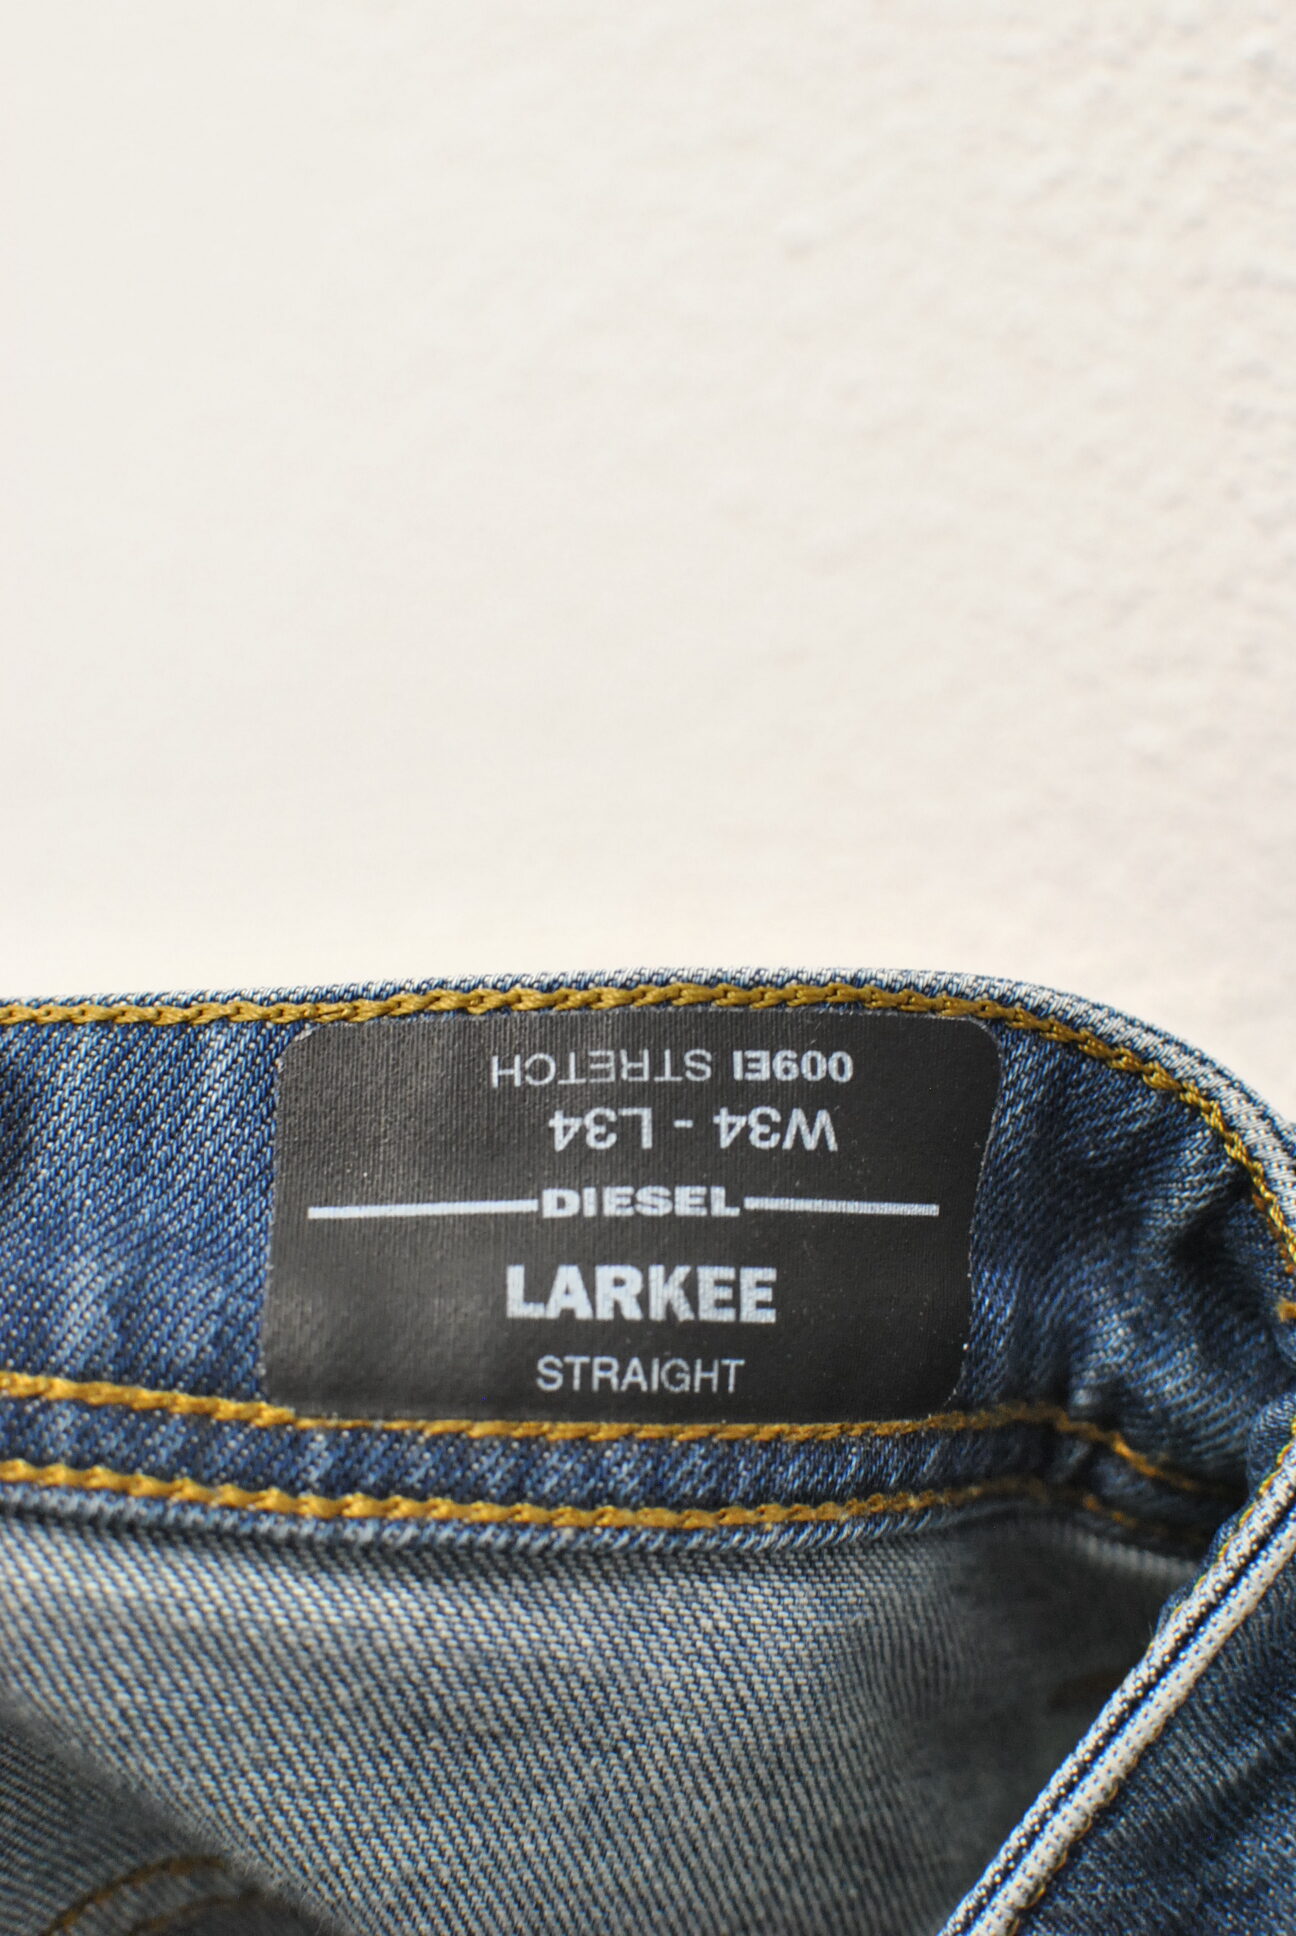 009EI STRETCH
W34 - L34
DIESEL
LARKEE
STRAIGHT